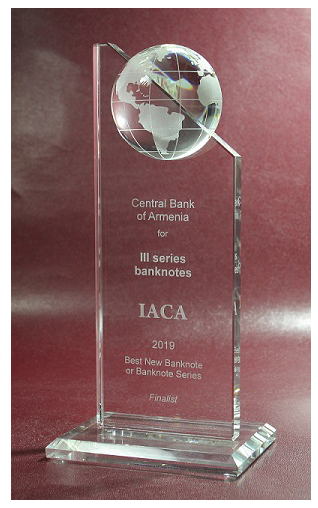 Central Bank
of Armenia
for
III series
banknotes
IACA
2019
Best New Banknote
or Banknote Series
Finalist